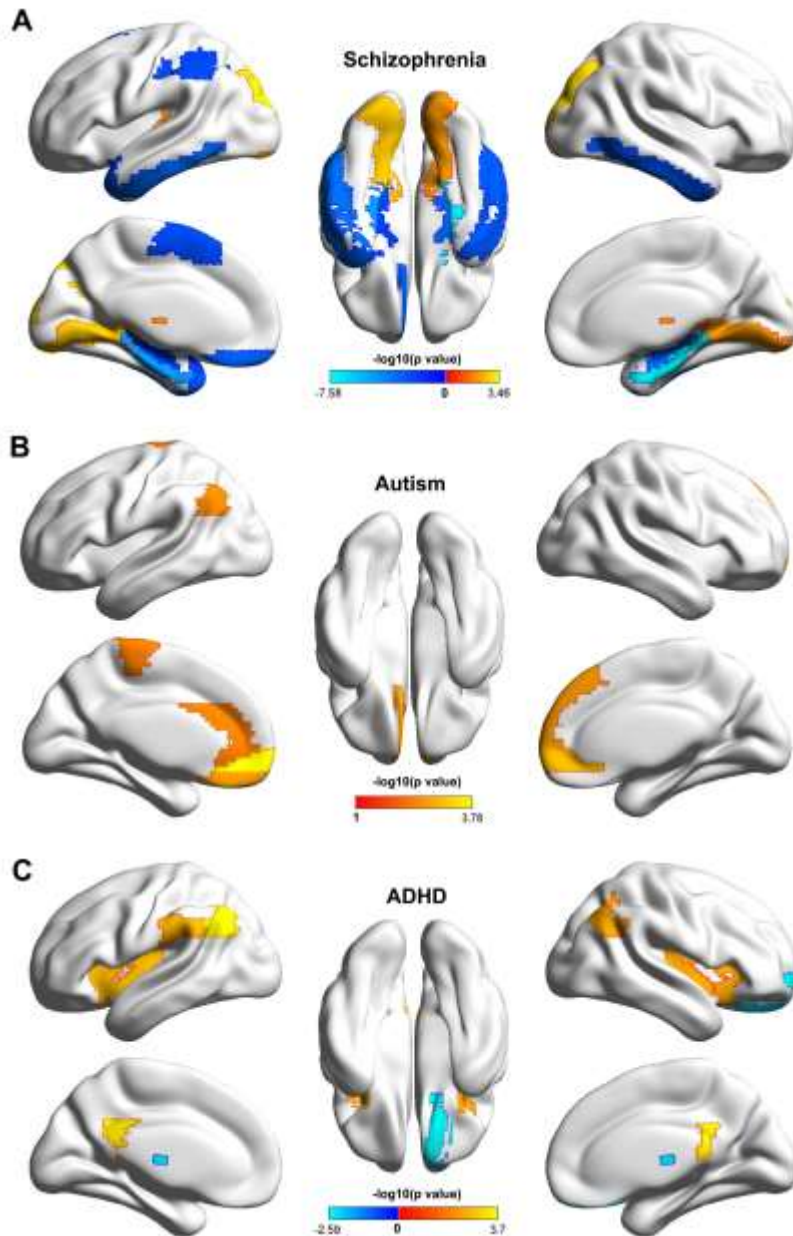 A
Schizophrenia
-log10(p value)
-7.58 0 3.46
B
Autism
-log10(p value)
1 3.78
C
ADHD
-log10(p value)
-2.50 0 3.7